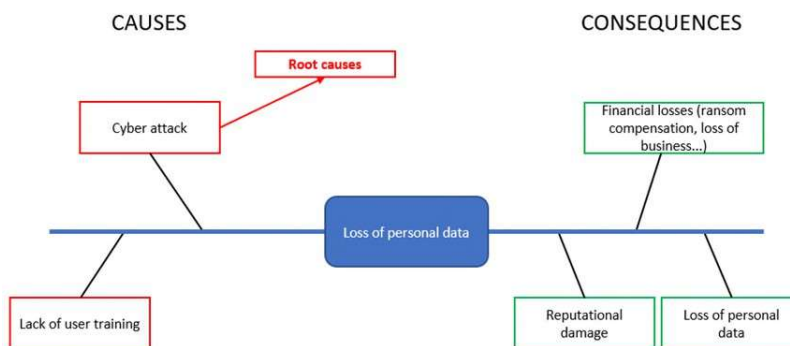 CAUSES
CONSEQUENCES
Root causes
Cyber attack
Financial losses (ransom
compensation, loss of
business...)
Loss of personal data
Lack of user training
Reputational
damage
Loss of personal
data